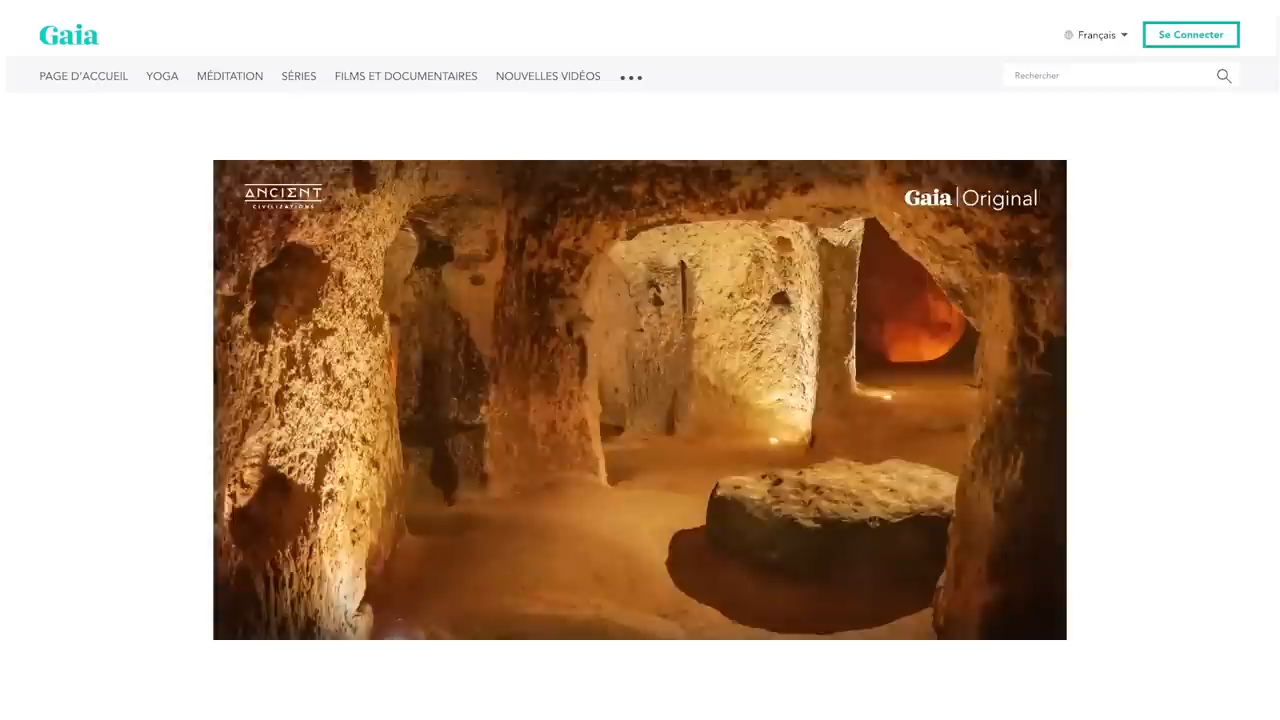 Gaia
Français
Se Connecter
PAGE D'ACCUEIL YOGA MÉDITATION SÉRIES FILMS ET DOCUMENTAIRES NOUVELLES VIDÉOS
Rechercher
ANCIENT
CIVILIZATIONS
Gaia|Original